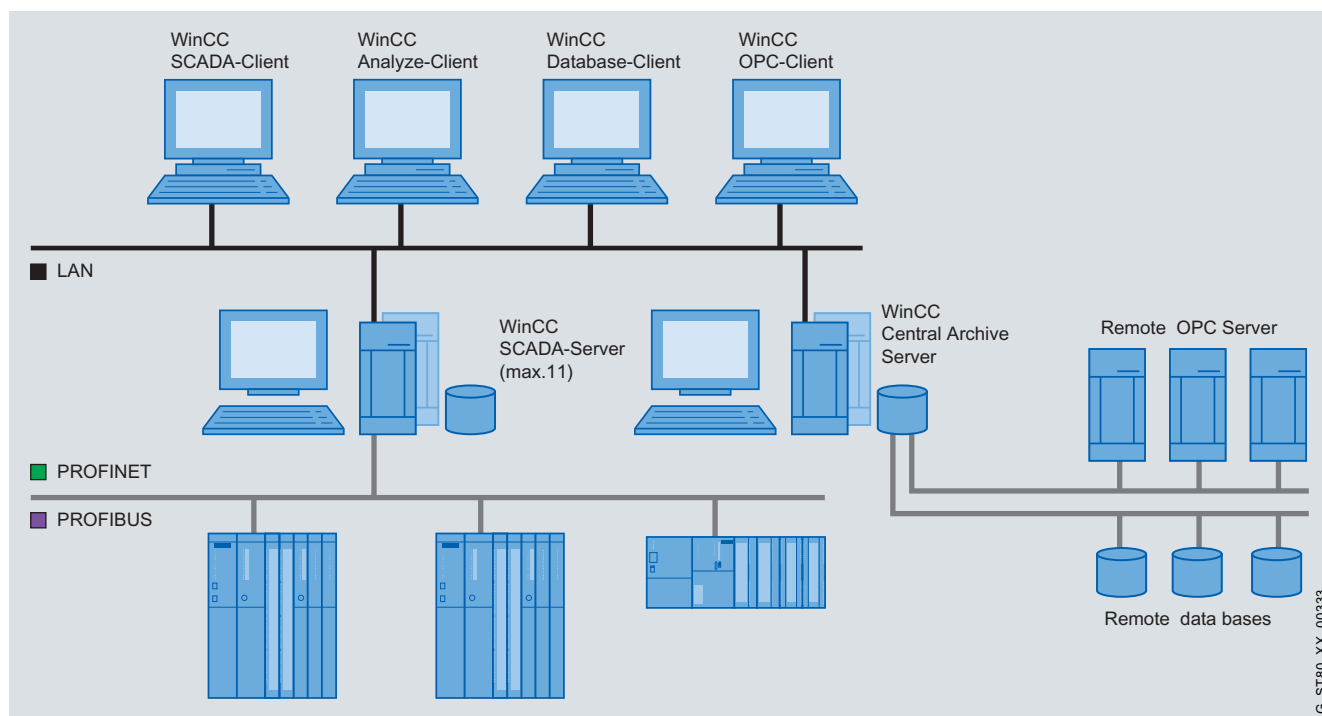 WinCC
SCADA-Client
WinCC
Analyze-Client
WinCC
Database-Client
WinCC
OPC-Client
LAN
WinCC
SCADA-Server
(max.11)
WinCC
Central Archive
Server
Remote OPC Server
PROFINET
PROFIBUS
Remote data bases
G_ST80_XX_00333